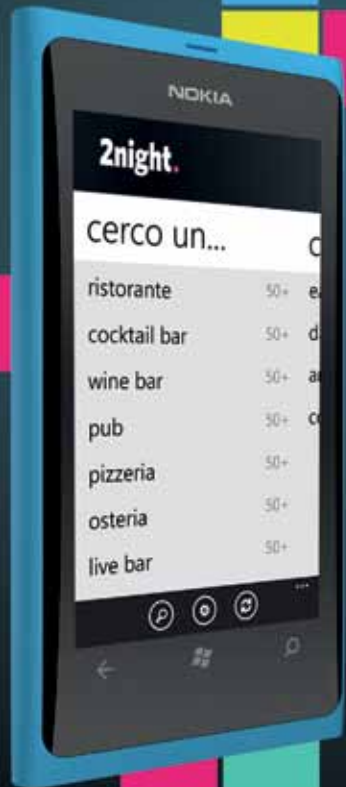 NOKIA
2night.
cerco un...
ristorante 50+
cocktail bar 50+
wine bar 50+
pub 50+
pizzeria 50+
osteria 50+
live bar